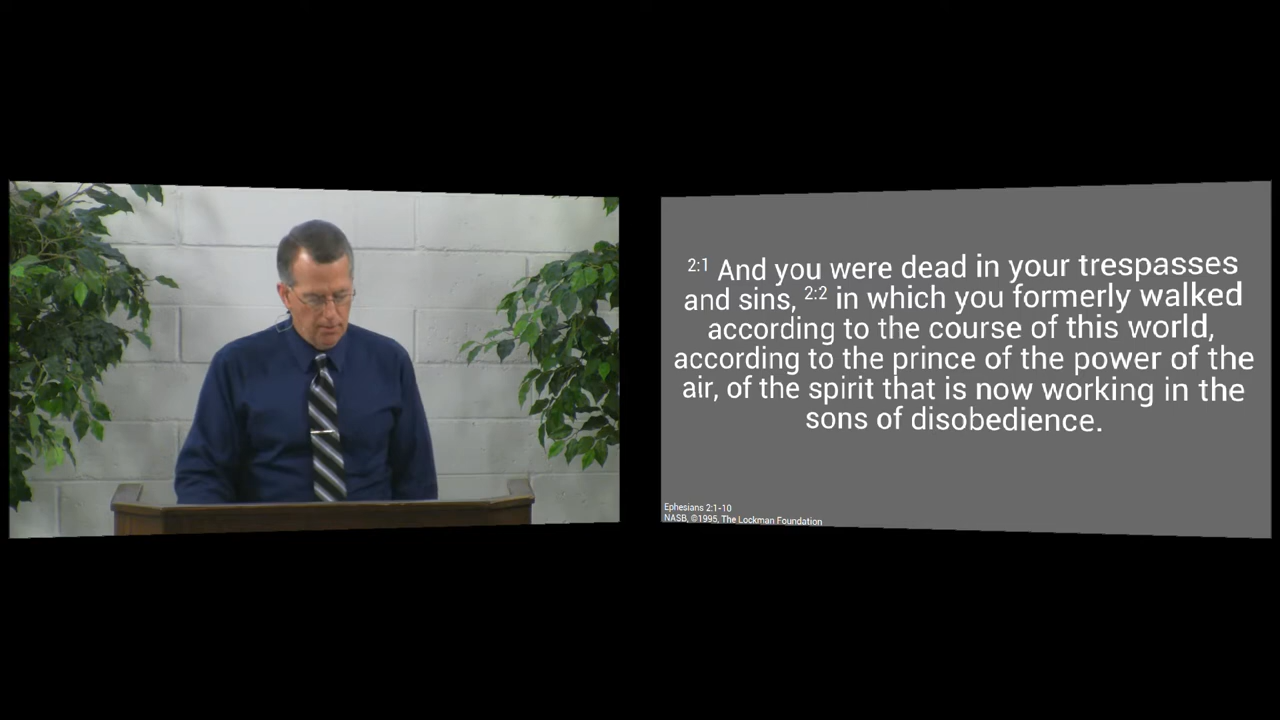 2:1 And you were dead in your trespasses
and sins, 2:2 in which you formerly walked
according to the course of this world,
according to the prince of the power of the
air, of the spirit that is now working in the
sons of disobedience.
Ephesians 2:1-10
NASB, ©1995, The Lockman Foundation